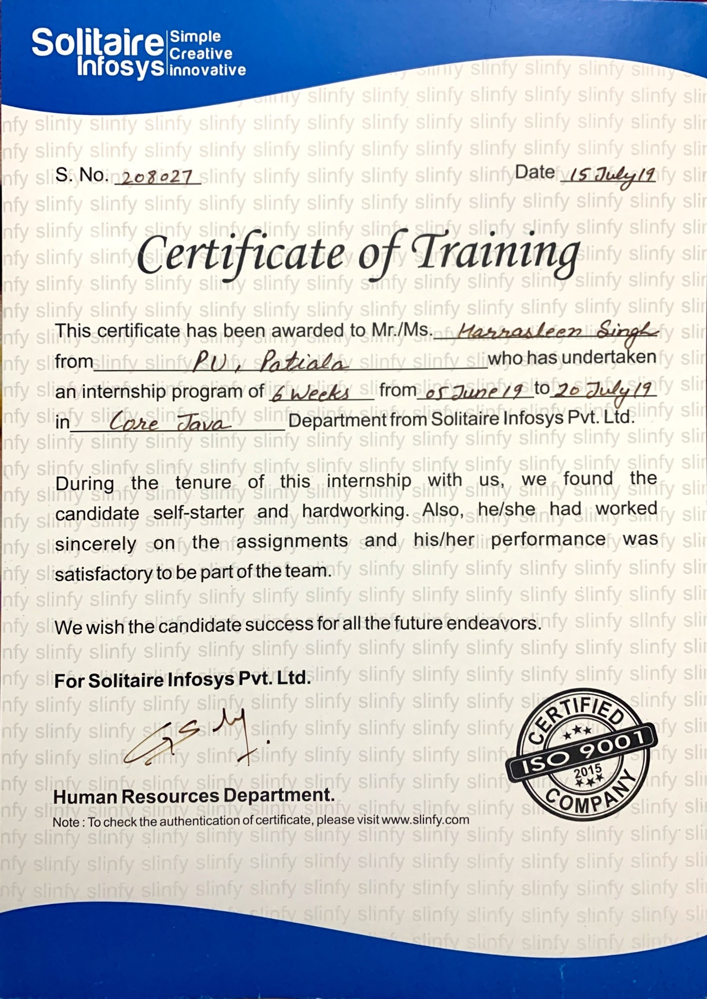 Solitaire
Infosys
Simple
Creative
innovative
S. No. 208027
Date 15 July 19
Certificate of Training
This certificate has been awarded to Mr./Ms. Harrasleen Singh
from PU, Patiala who has undertaken
an internship program of 6 Weeks from 05 June 19 to 20 July 19
in Core Java Department from Solitaire Infosys Pvt. Ltd.
During the tenure of this internship with us, we found the
candidate self-starter and hardworking. Also, he/she had worked
sincerely on the assignments and his/her performance was
satisfactory to be part of the team.
We wish the candidate success for all the future endeavors.
For Solitaire Infosys Pvt. Ltd.
Human Resources Department.
Note : To check the authentication of certificate, please visit www.slinfy.com
CERTIFIED
ISO 9001
2015
COMPANY